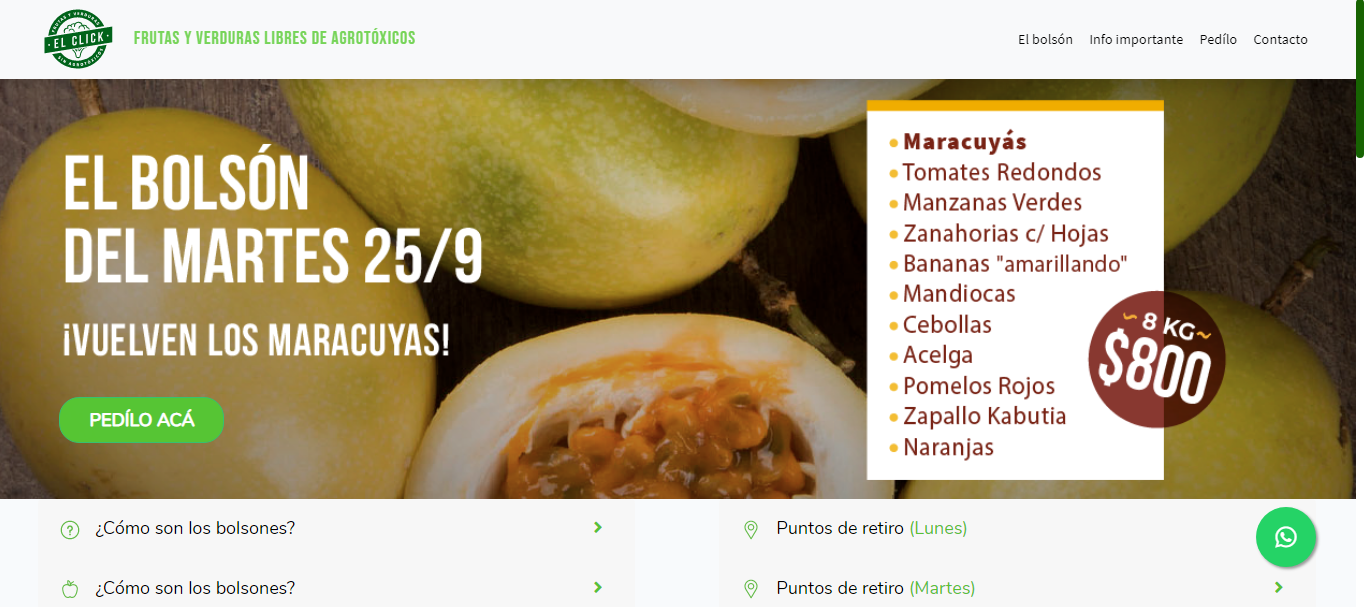 FRUTAS Y VERDURAS
EL CLICK
SIN AGROTÓXICOS
FRUTAS Y VERDURAS LIBRES DE AGROTÓXICOS
El bolsón
Info importante
Pedílo
Contacto
EL BOLSÓN
DEL MARTES 25/9
¡VUELVEN LOS MARACUYAS!
PEDÍLO ACÁ
Maracuyás
Tomates Redondos
Manzanas Verdes
Zanahorias c/ Hojas
Bananas "amarillando"
Mandiocas
Cebollas
Acelga
Pomelos Rojos
Zapallo Kabutia
Naranjas
~ 8 KG ~
$800
¿Cómo son los bolsones?
¿Cómo son los bolsones?
Puntos de retiro (Lunes)
Puntos de retiro (Martes)